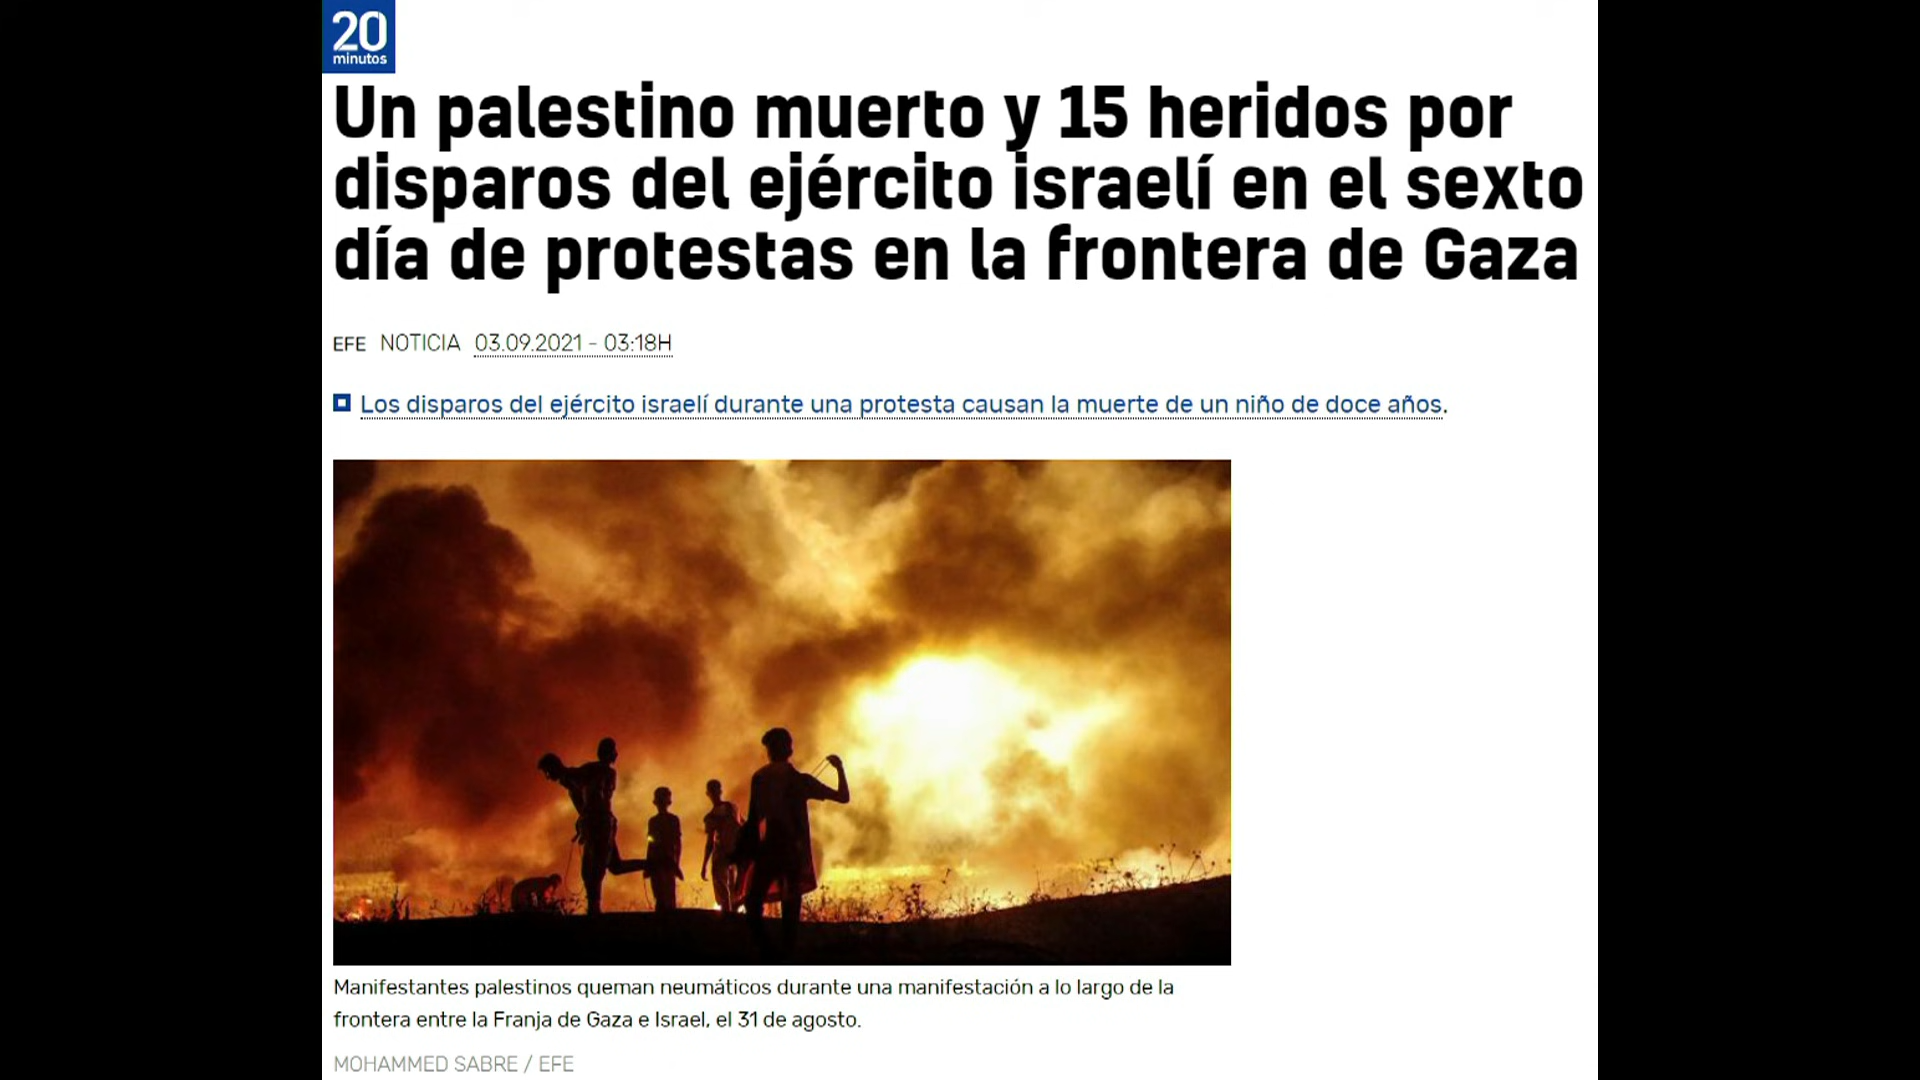 20
minutos
Un palestino muerto y 15 heridos por
disparos del ejército israelí en el sexto
día de protestas en la frontera de Gaza
EFE NOTICIA 03.09.2021 - 03:18H
Los disparos del ejército israelí durante una protesta causan la muerte de un niño de doce años.
Manifestantes palestinos queman neumáticos durante una manifestación a lo largo de la
frontera entre la Franja de Gaza e Israel, el 31 de agosto.
MOHAMMED SABRE / EFE